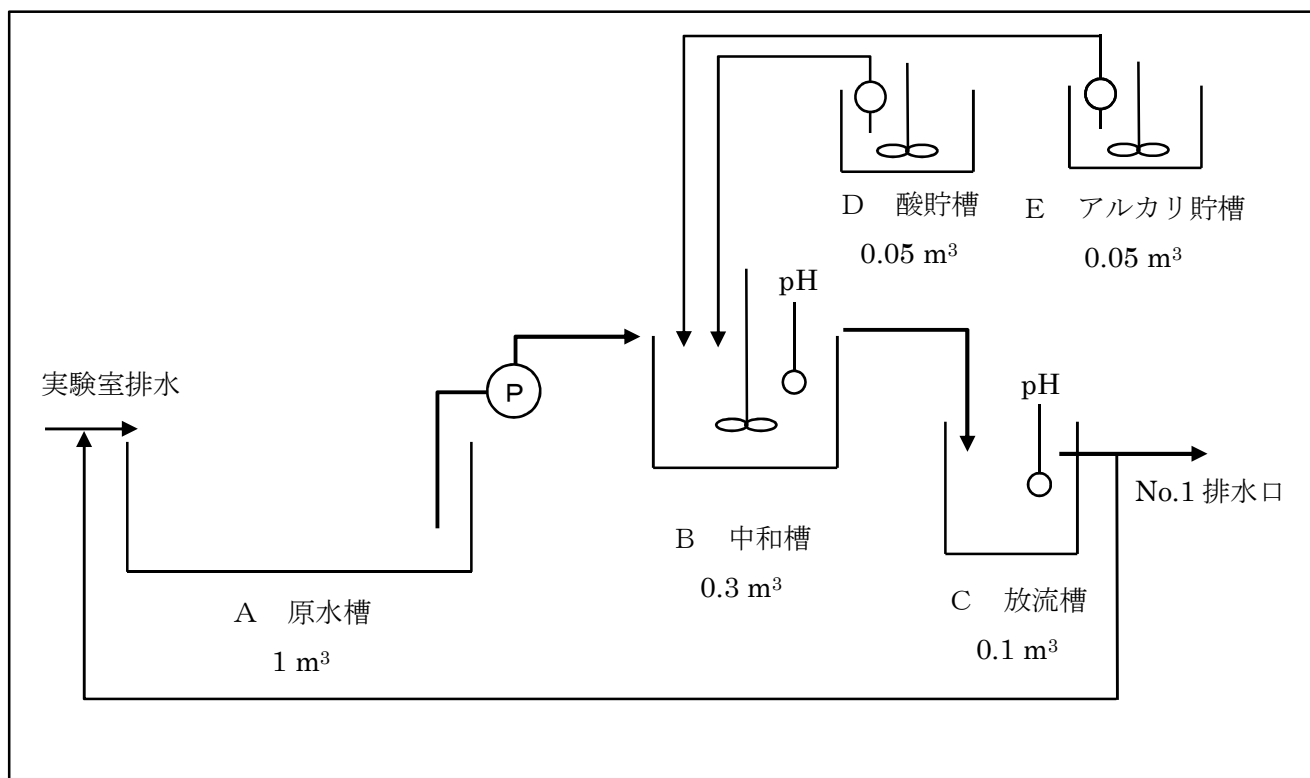 D　酸貯槽
0.05 m³
E　アルカリ貯槽
0.05 m³
pH
実験室排水
P
pH
No.1 排水口
B　中和槽
0.3 m³
A　原水槽
1 m³
C　放流槽
0.1 m³